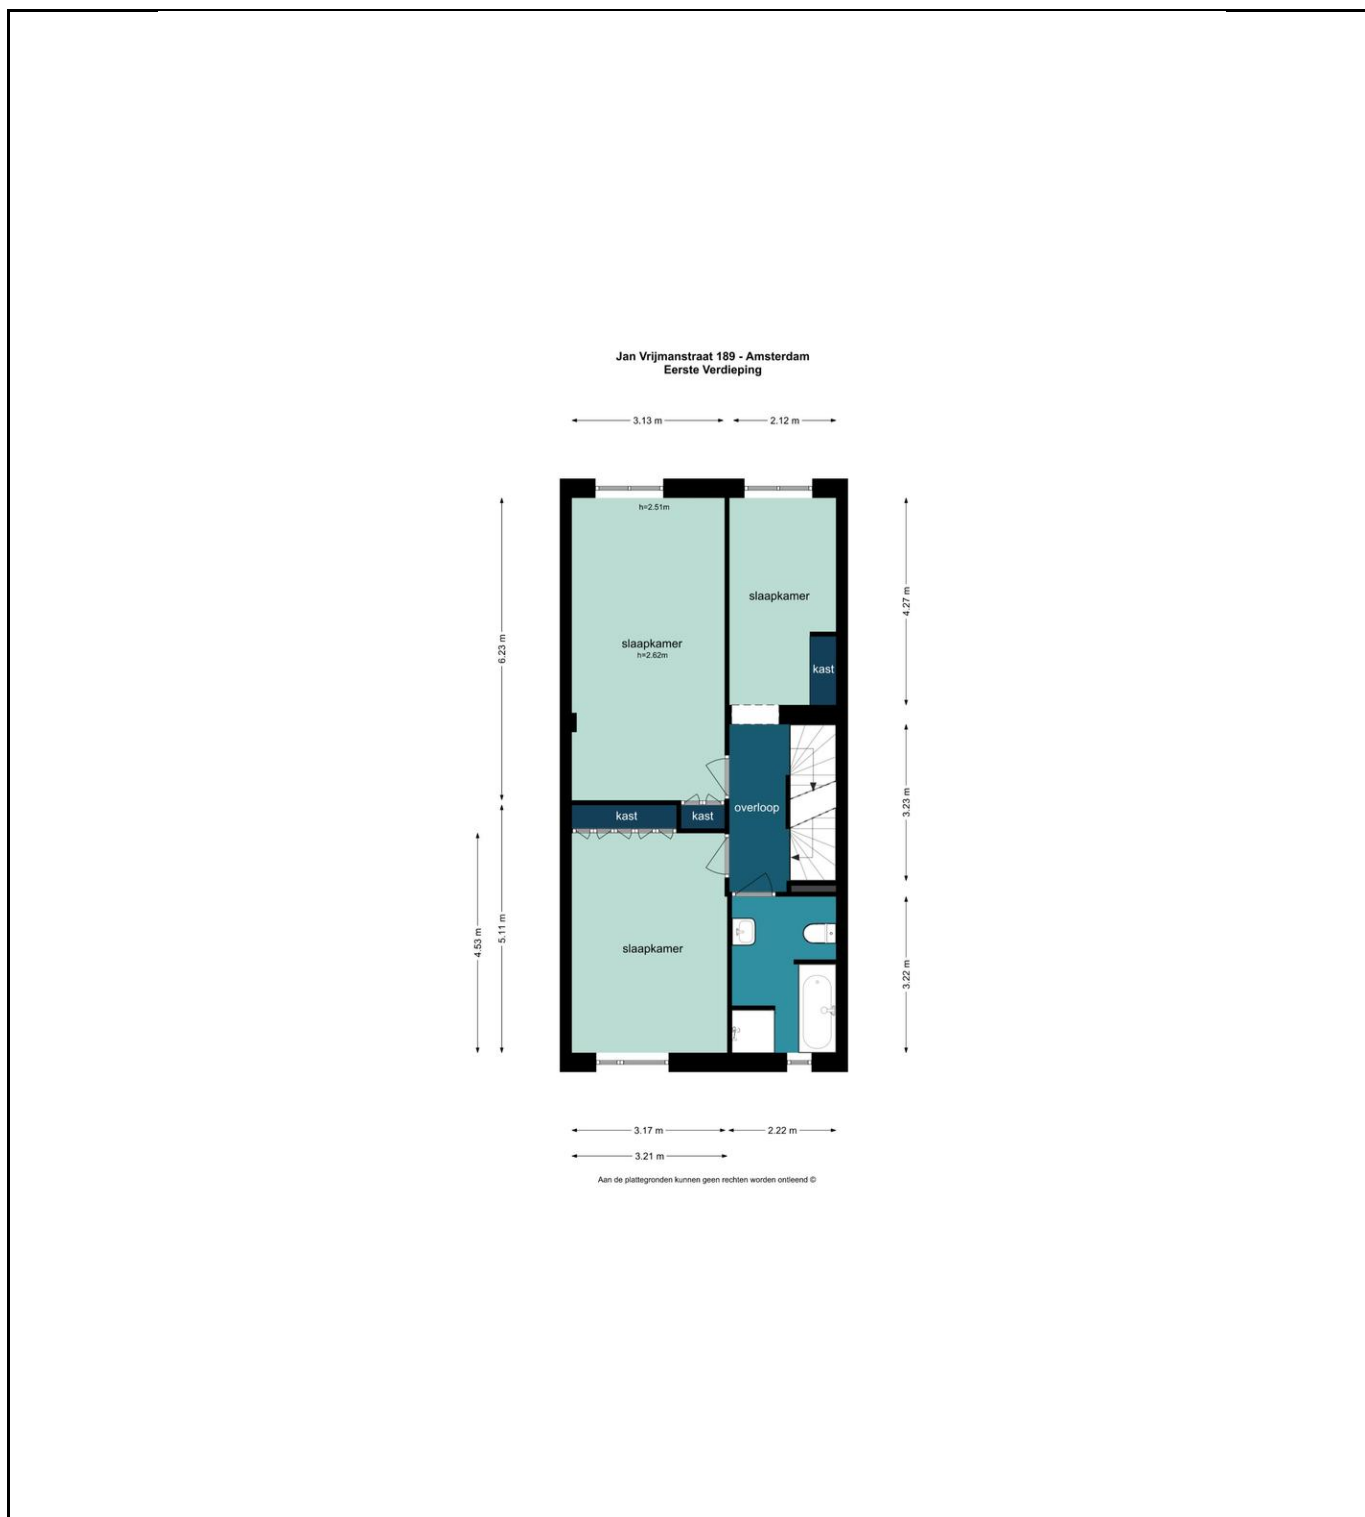 Jan Vrijmanstraat 189 - Amsterdam
Eerste Verdieping
3.13 m
2.12 m
h=2.51m
slaapkamer
4.27 m
6.23 m
slaapkamer
h=2.62m
kast
overloop
3.23 m
kast
kast
5.11 m
4.53 m
slaapkamer
3.22 m
3.17 m
2.22 m
3.21 m
Aan de plattegronden kunnen geen rechten worden ontleend ©